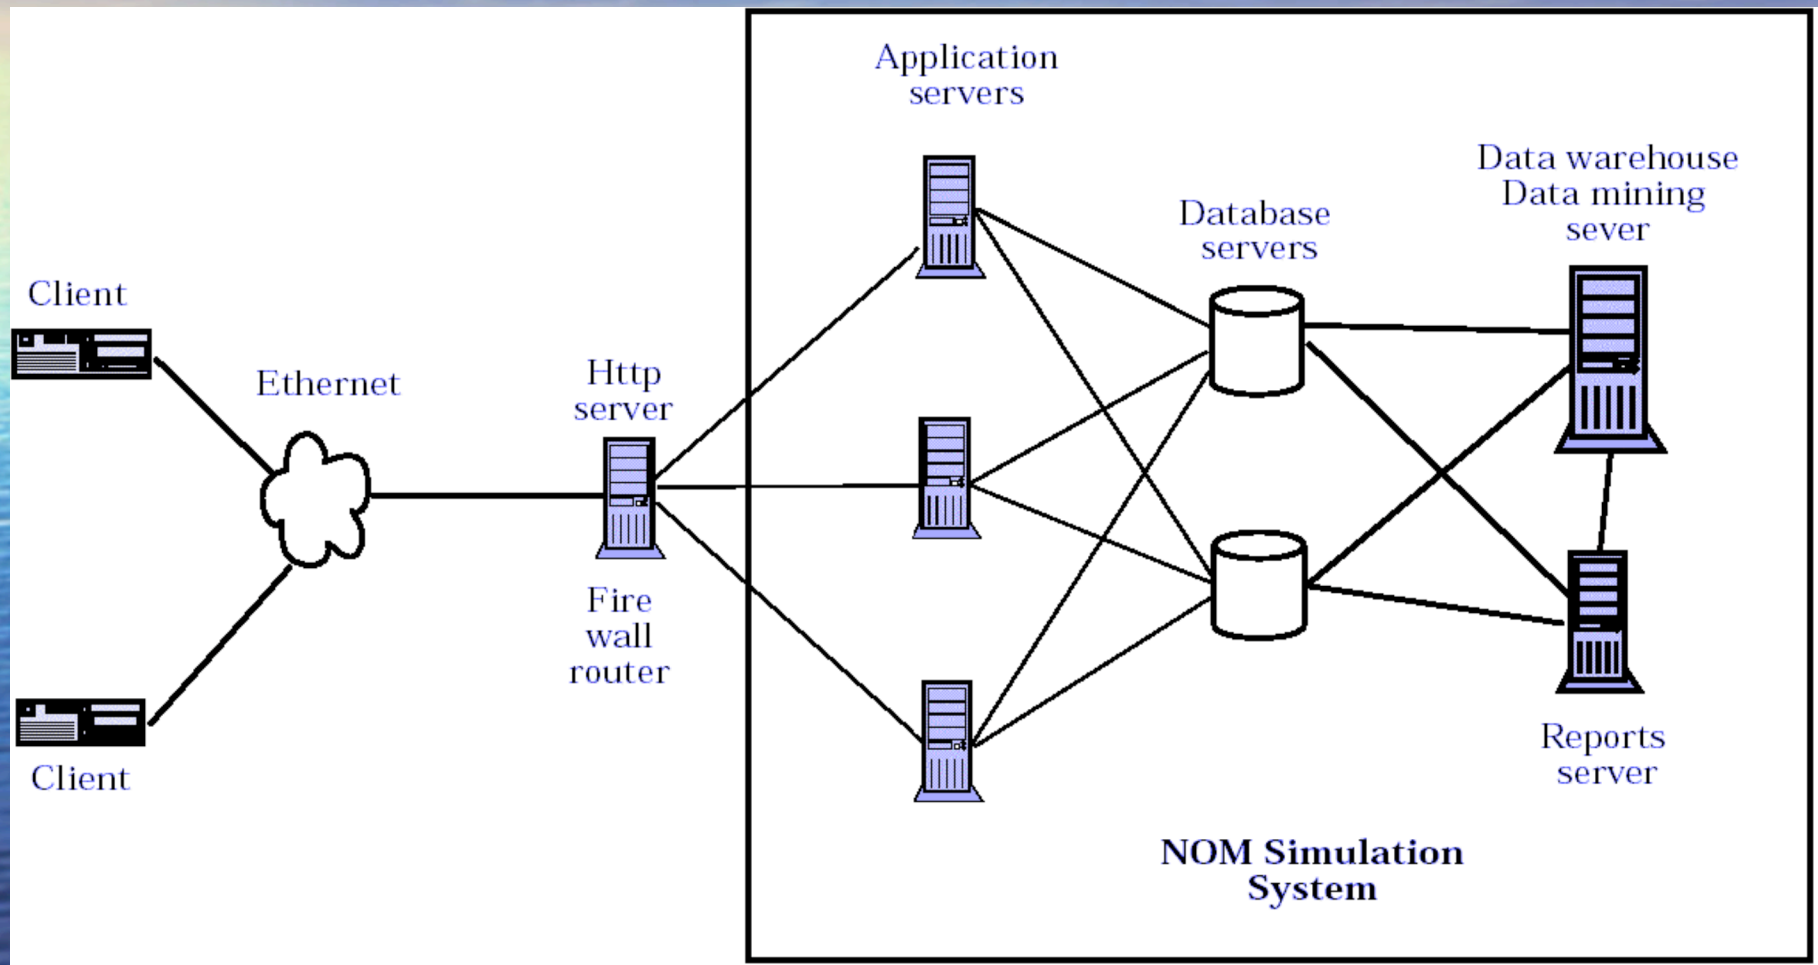 Application
servers
Data warehouse
Data mining
sever
Database
servers
Client
Ethernet
Http
server
Fire
wall
router
Client
Reports
server
NOM Simulation
System